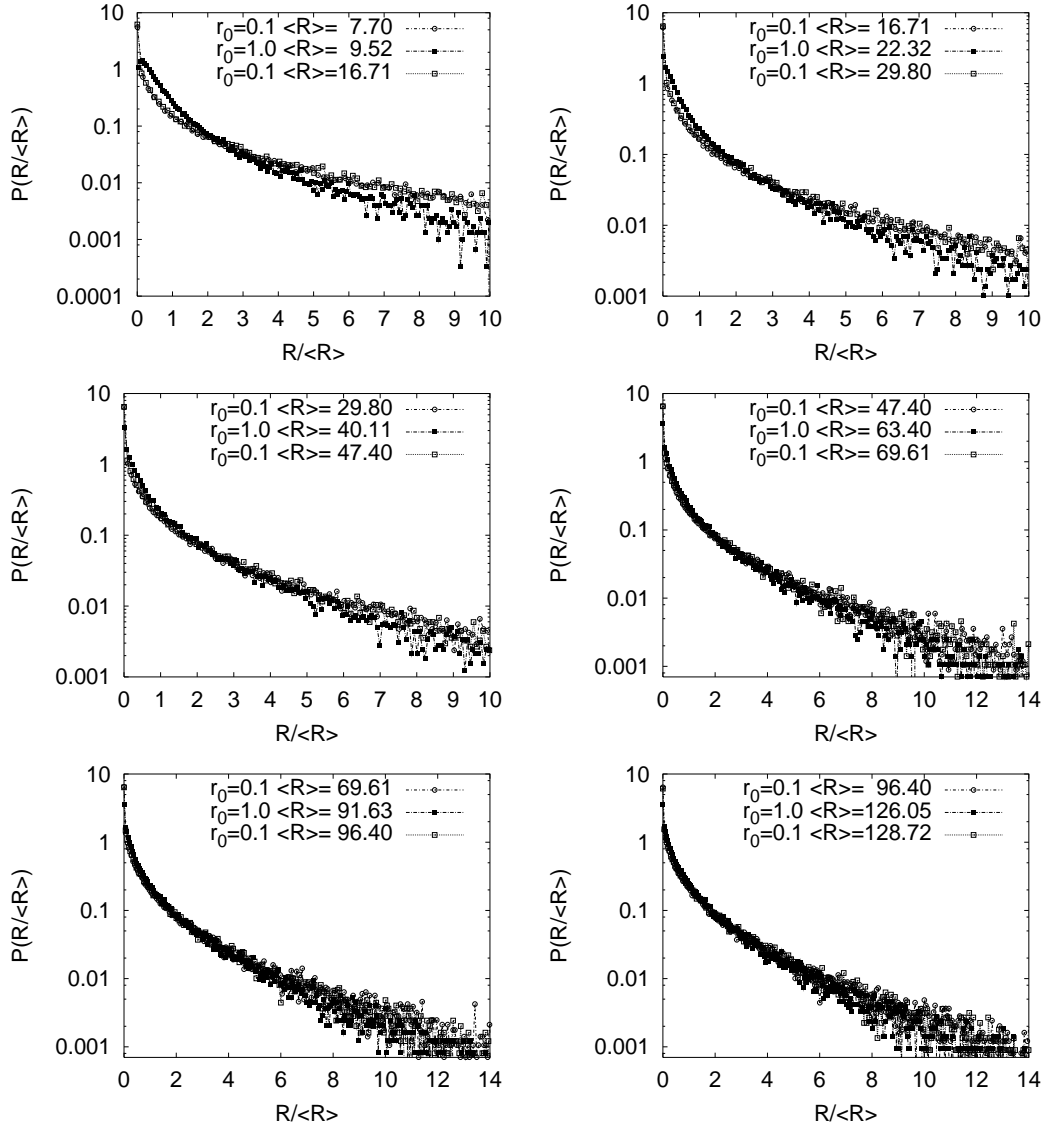 10
1
0.1
0.01
0.001
0.0001
P(R/<R>)
r0=0.1 <R>= 7.70
r0=1.0 <R>= 9.52
r0=0.1 <R>=16.71
0 1 2 3 4 5 6 7 8 9 10
R/<R>
10
1
0.1
0.01
0.001
P(R/<R>)
r0=0.1 <R>= 16.71
r0=1.0 <R>= 22.32
r0=0.1 <R>= 29.80
0 1 2 3 4 5 6 7 8 9 10
R/<R>
10
1
0.1
0.01
0.001
P(R/<R>)
r0=0.1 <R>= 29.80
r0=1.0 <R>= 40.11
r0=0.1 <R>= 47.40
0 1 2 3 4 5 6 7 8 9 10
R/<R>
10
1
0.1
0.01
0.001
P(R/<R>)
r0=0.1 <R>= 47.40
r0=1.0 <R>= 63.40
r0=0.1 <R>= 69.61
0 2 4 6 8 10 12 14
R/<R>
10
1
0.1
0.01
0.001
P(R/<R>)
r0=0.1 <R>= 69.61
r0=1.0 <R>= 91.63
r0=0.1 <R>= 96.40
0 2 4 6 8 10 12 14
R/<R>
10
1
0.1
0.01
0.001
P(R/<R>)
r0=0.1 <R>= 96.40
r0=1.0 <R>=126.05
r0=0.1 <R>=128.72
0 2 4 6 8 10 12 14
R/<R>